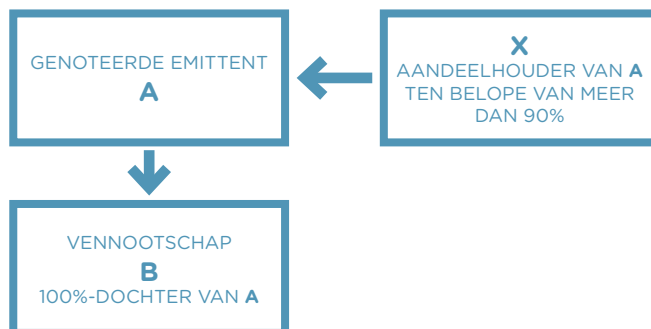 GENOTEERDE EMITTENT
A
X
AANDEELHOUDER VAN A
TEN BELOPE VAN MEER
DAN 90%
VENNOOTSCHAP
B
100%-DOCHTER VAN A